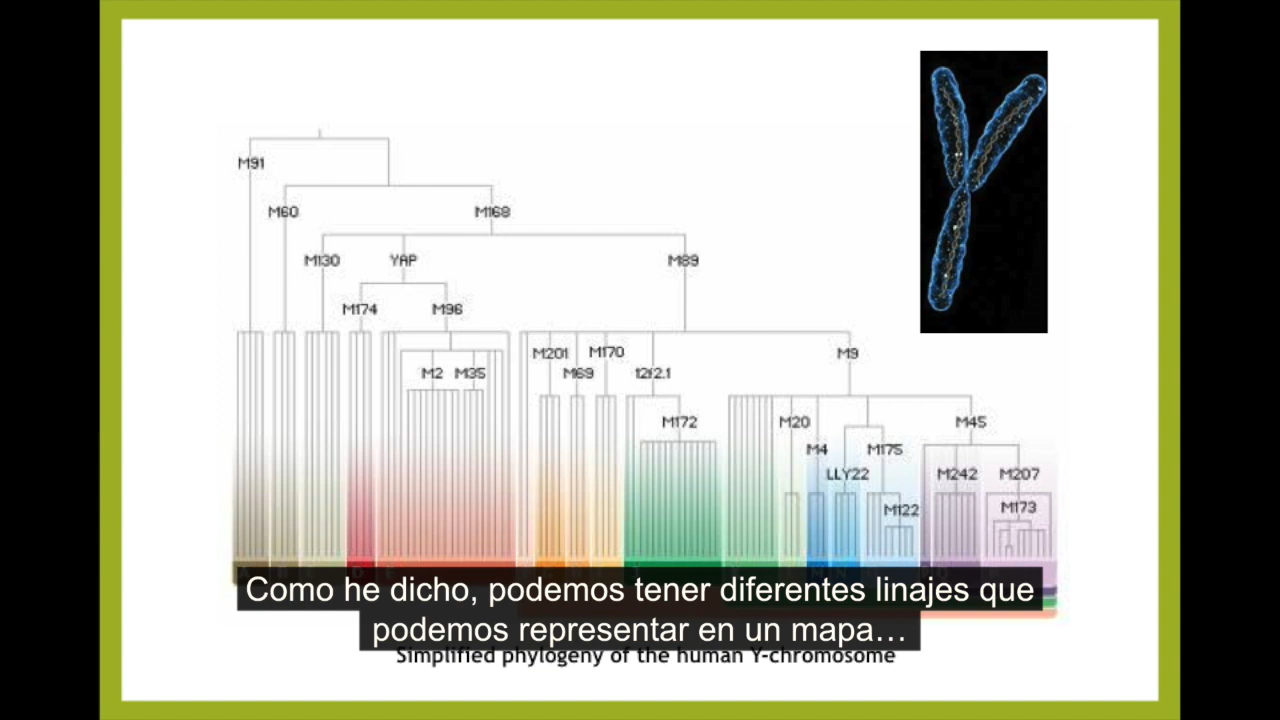 M91
M60
M168
M130
YAP
M89
M174
M96
M201
M170
M9
M69
12f2.1
M2
M35
M172
M20
M45
M4
M175
LLY22
M242
M207
M122
M173
Como he dicho, podemos tener diferentes linajes que
podemos representar en un mapa…
Simplified phylogeny of the human Y-chromosome